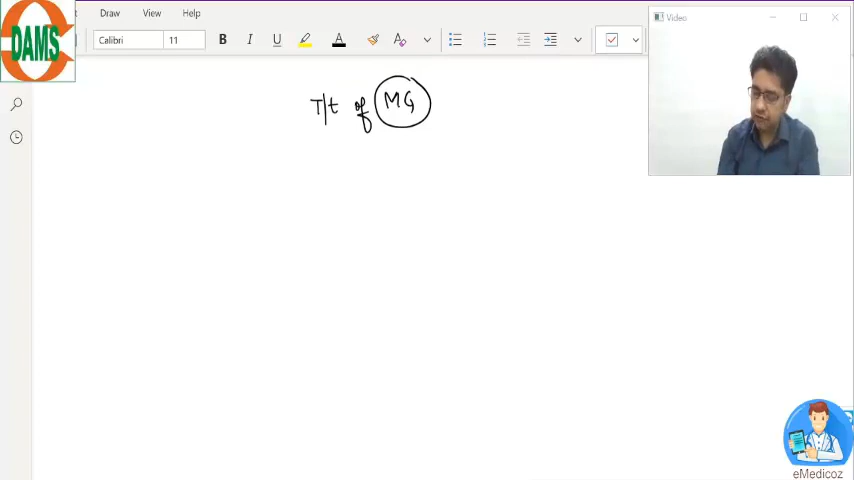 DAMS
Draw View Help
Video
Calibri 11 B I U A A
T/t of MG
eMedicoz